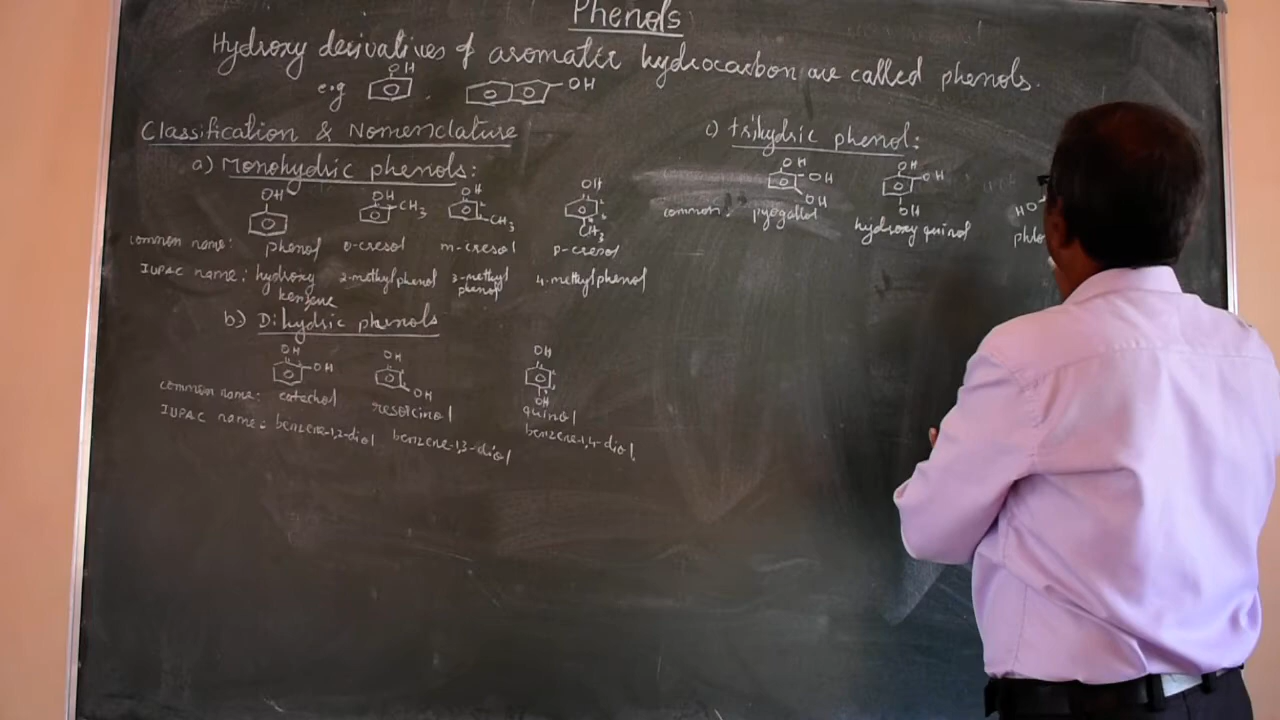 Phenols
Hydroxy derivatives of aromatic hydrocarbon are called phenols.
e.g OH OH
Classification & Nomenclature
a) Monohydric phenols:
OH OH CH3 OH CH3 OH CH3
common name: phenol o-cresol m-cresol p-cresol
IUPAC name: hydroxy benzene 2-methylphenol 3-methyl phenol 4-methylphenol
b) Dihydric phenols
OH OH OH OH OH OH
common name: catechol resorcinol quinol
IUPAC name: benzene-1,2-diol benzene-1,3-diol benzene-1,4-diol
c) trihydric phenol:
OH OH OH OH OH OH HO
common: pyogallol hydroxy quinol phlo